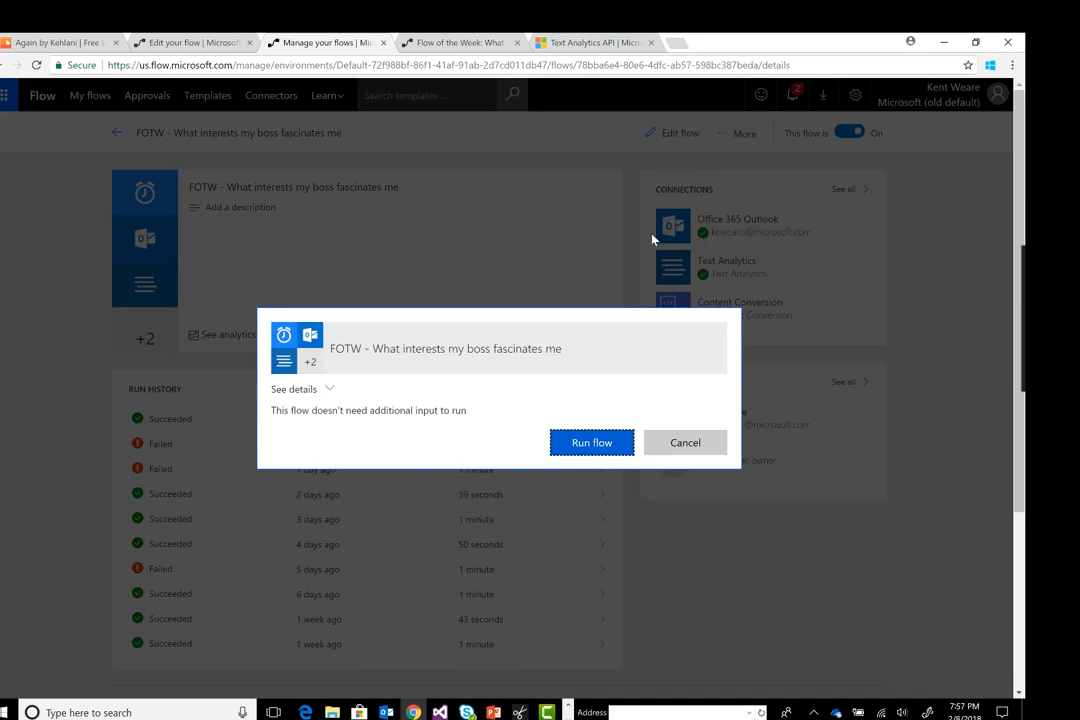 Again by Kehlani | Free L
Edit your flow | Microsof
Manage your flows | Mic
Flow of the Week: What
Text Analytics API | Micro
Secure
https://us.flow.microsoft.com/manage/environments/Default-72f988bf-86f1-41af-91ab-2d7cd011db47/flows/78bba6e4-80e6-4dfc-ab57-598bc387beda/details
Flow
My flows
Approvals
Templates
Connectors
Learn
Search templates ...
2
Kent Weare
Microsoft (old default)
FOTW - What interests my boss fascinates me
Edit flow
More
This flow is
On
FOTW - What interests my boss fascinates me
Add a description
+2
See analytics
CONNECTIONS
See all
Office 365 Outlook
keweare@microsoft.com
Text Analytics
Text Analytics
Content Conversion
Conversion
See all
owner
FOTW - What interests my boss fascinates me
+2
See details
This flow doesn't need additional input to run
Run flow
Cancel
RUN HISTORY
Succeeded
Failed
Failed 1 day ago 1 minute
Succeeded 2 days ago 39 seconds
Succeeded 3 days ago 1 minute
Succeeded 4 days ago 50 seconds
Failed 5 days ago 1 minute
Succeeded 6 days ago 1 minute
Succeeded 1 week ago 43 seconds
Succeeded 1 week ago 1 minute
Type here to search
Address
7:57 PM
2/8/2018